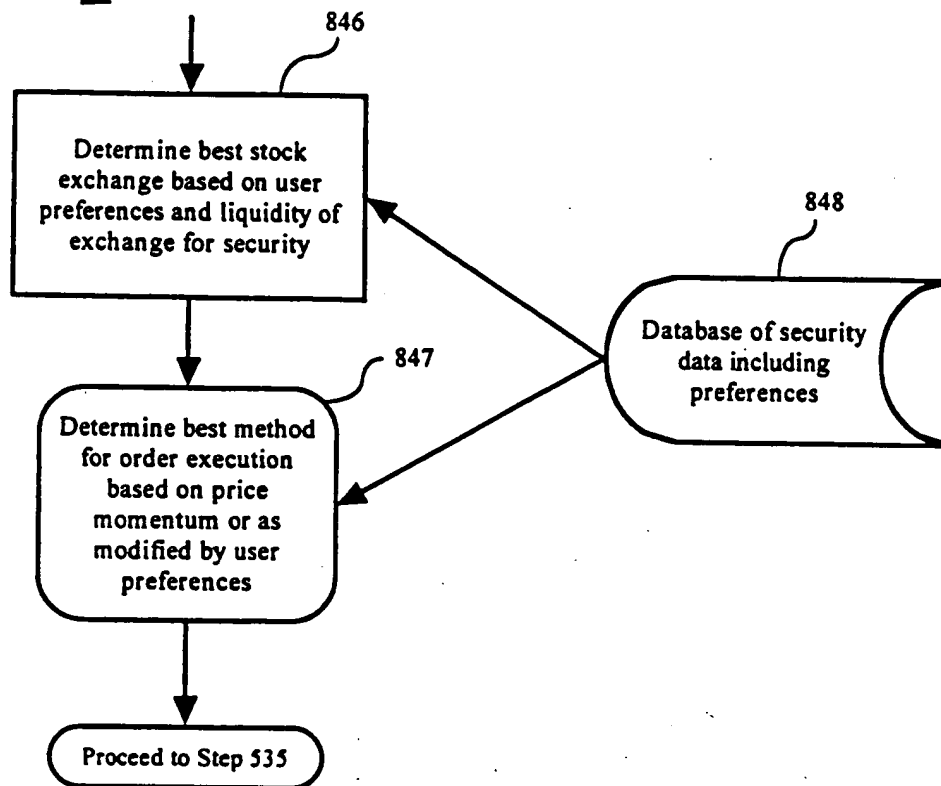 846
Determine best stock
exchange based on user
preferences and liquidity of
exchange for security
848
Database of security
data including
preferences
847
Determine best method
for order execution
based on price
momentum or as
modified by user
preferences
Proceed to Step 535